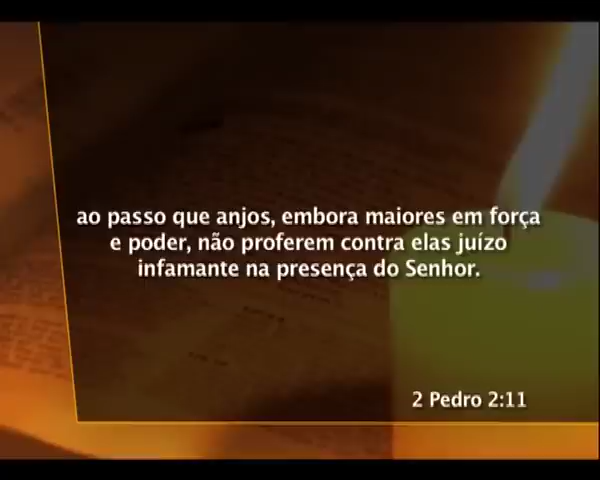 ao passo que anjos, embora maiores em força
e poder, não proferem contra elas juízo
infamante na presença do Senhor.
2 Pedro 2:11